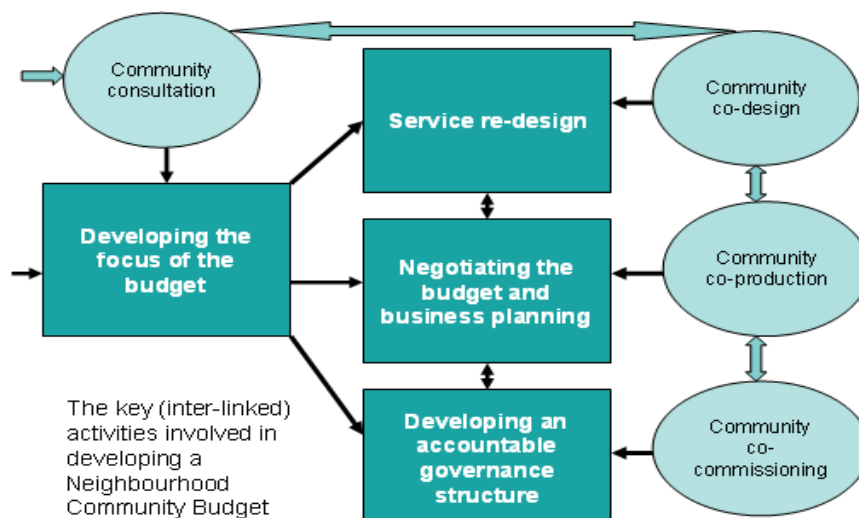 Community
consultation
Service re-design
Community
co-design
Developing the
focus of the
budget
Negotiating the
budget and
business planning
Community
co-production
The key (inter-linked)
activities involved in
developing a
Neighbourhood
Community Budget
Developing an
accountable
governance
structure
Community
co-
commissioning